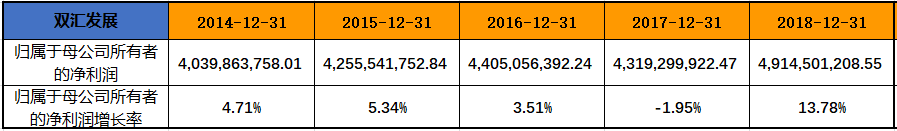 双汇发展 2014-12-31 2015-12-31 2016-12-31 2017-12-31 2018-12-31
归属于母公司所有者
的净利润 4,039,863,758.01 4,255,541,752.84 4,405,056,392.24 4,319,299,922.47 4,914,501,208.55
归属于母公司所有者
的净利润增长率 4.71% 5.34% 3.51% -1.95% 13.78%